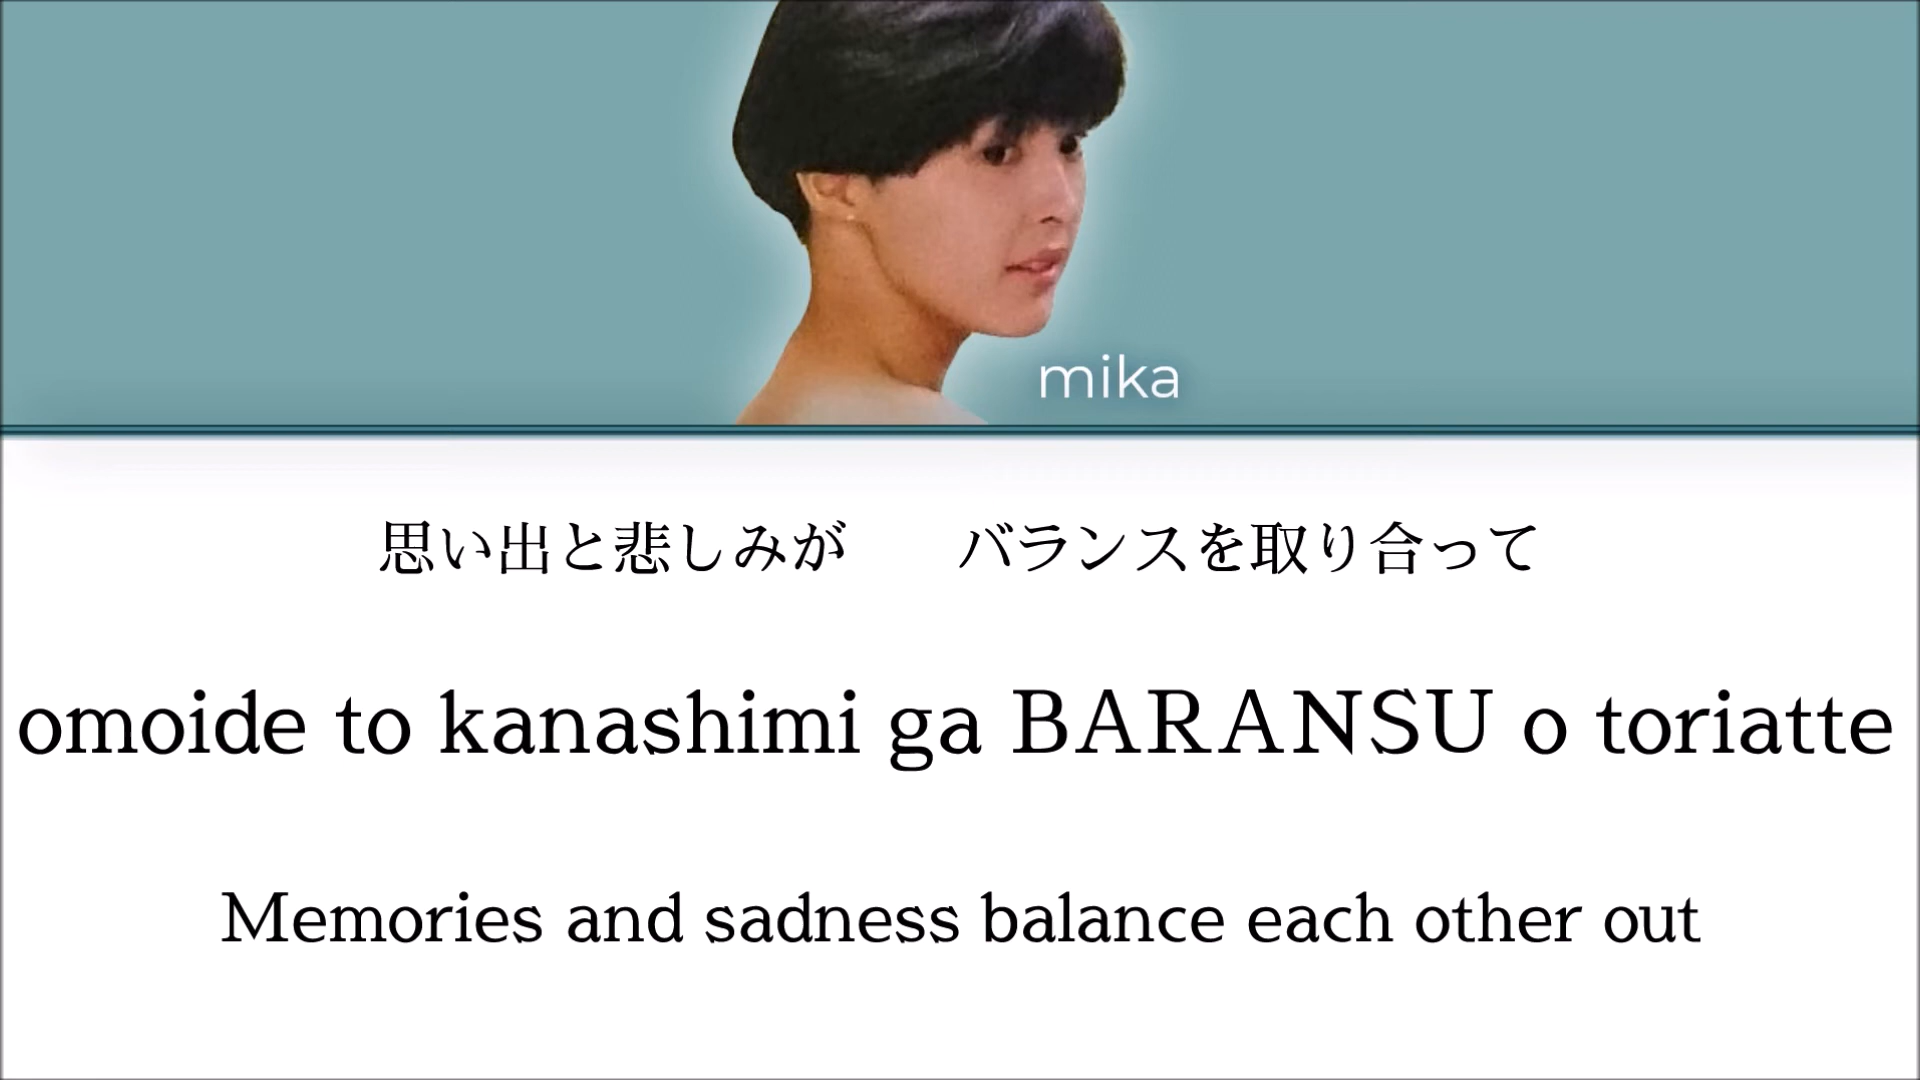 mika
思い出と悲しみが　バランスを取り合って
omoide to kanashimi ga BARANSU o toriatte
Memories and sadness balance each other out